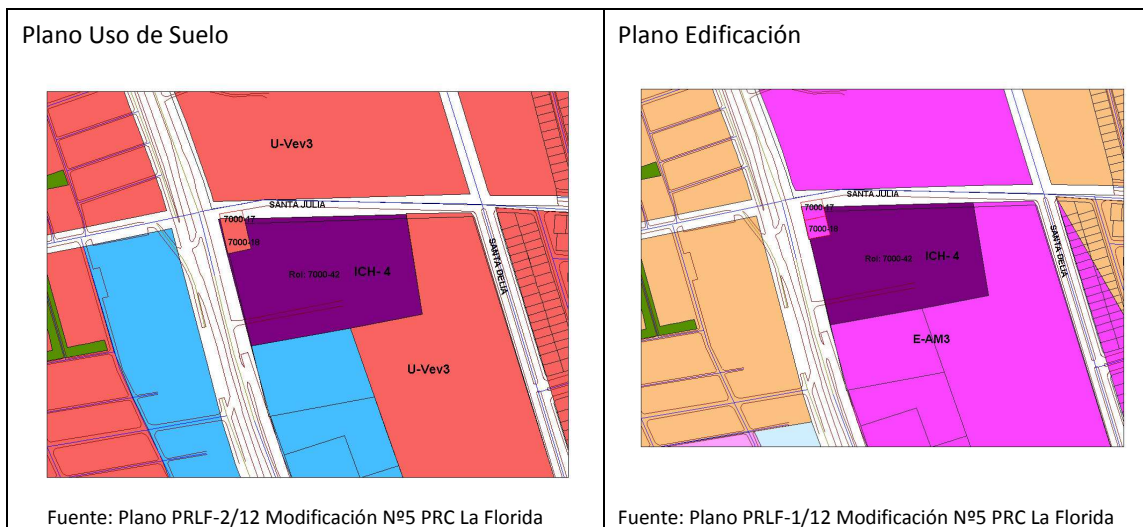 Plano Uso de Suelo
U-Vev3
SANTA JULIA
7000-17
7000-18
Rol: 7000-42 ICH- 4
SANTA DELIA
U-Vev3
Fuente: Plano PRLF-2/12 Modificación Nº5 PRC La Florida
Plano Edificación
SANTA JULIA
7000-17
7000-18
Rol: 7000-42 ICH- 4
SANTA DELIA
E-AM3
Fuente: Plano PRLF-1/12 Modificación Nº5 PRC La Florida